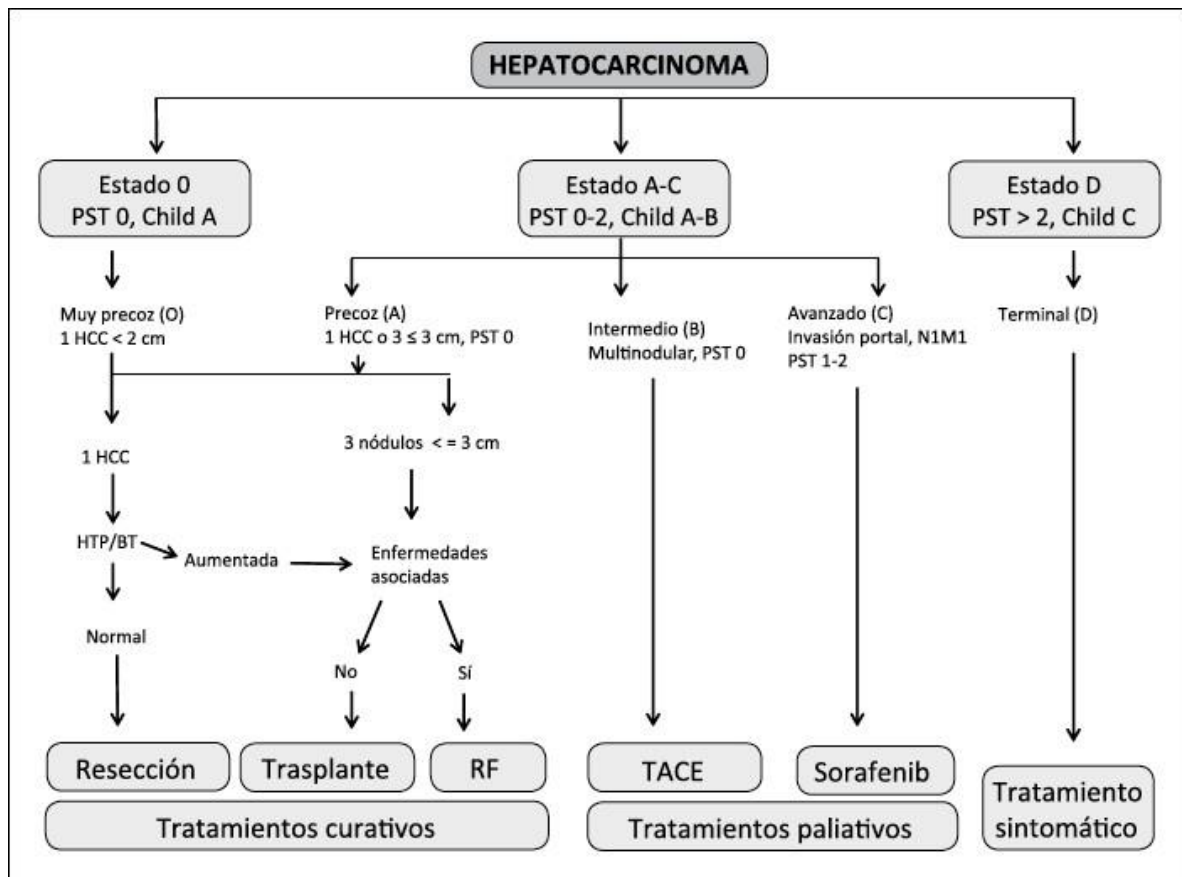 HEPATOCARCINOMA
Estado 0
PST 0, Child A
Estado A-C
PST 0-2, Child A-B
Estado D
PST > 2, Child C
Muy precoz (O)
1 HCC < 2 cm
Precoz (A)
1 HCC o 3 ≤ 3 cm, PST 0
Intermedio (B)
Multinodular, PST 0
Avanzado (C)
Invasión portal, N1M1
PST 1-2
Terminal (D)
1 HCC
3 nódulos < = 3 cm
HTP/BT
Aumentada
Enfermedades
asociadas
Normal
No
Sí
Resección
Trasplante
RF
TACE
Sorafenib
Tratamiento
sintomático
Tratamientos curativos
Tratamientos paliativos